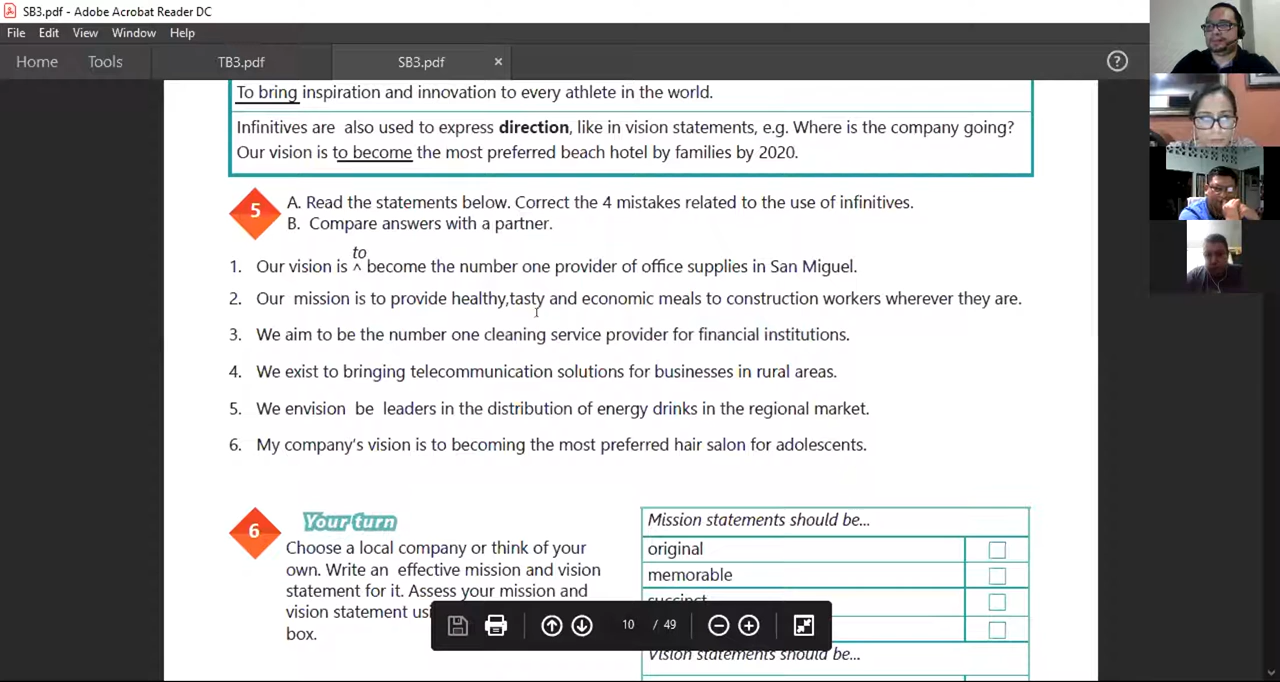 SB3.pdf - Adobe Acrobat Reader DC
File Edit View Window Help
Home Tools TB3.pdf SB3.pdf × ?
To bring inspiration and innovation to every athlete in the world.
Infinitives are also used to express direction, like in vision statements, e.g. Where is the company going?
Our vision is to become the most preferred beach hotel by families by 2020.
5
A. Read the statements below. Correct the 4 mistakes related to the use of infinitives.
B. Compare answers with a partner.
to
1. Our vision is ^ become the number one provider of office supplies in San Miguel.
2. Our mission is to provide healthy,tasty and economic meals to construction workers wherever they are.
3. We aim to be the number one cleaning service provider for financial institutions.
4. We exist to bringing telecommunication solutions for businesses in rural areas.
5. We envision be leaders in the distribution of energy drinks in the regional market.
6. My company's vision is to becoming the most preferred hair salon for adolescents.
6
Your turn
Choose a local company or think of your
own. Write an effective mission and vision
statement for it. Assess your mission and
vision statement usi
box.
Mission statements should be...
original
memorable
succinct
10 / 49
Vision statements should be...